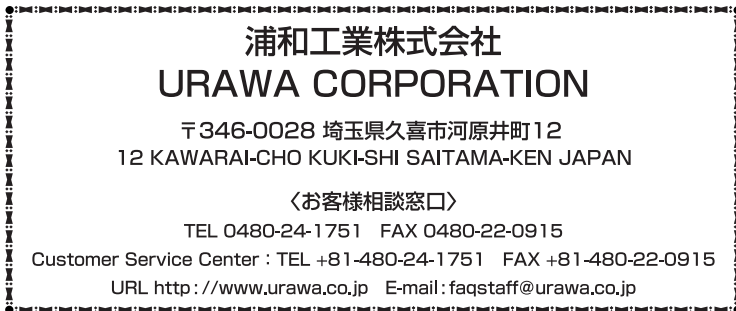 浦和工業株式会社
URAWA CORPORATION
〒346-0028 埼玉県久喜市河原井町12
12 KAWARAI-CHO KUKI-SHI SAITAMA-KEN JAPAN
〈お客様相談窓口〉
TEL 0480-24-1751 FAX 0480-22-0915
Customer Service Center : TEL +81-480-24-1751 FAX +81-480-22-0915
URL http://www.urawa.co.jp E-mail:faqstaff@urawa.co.jp